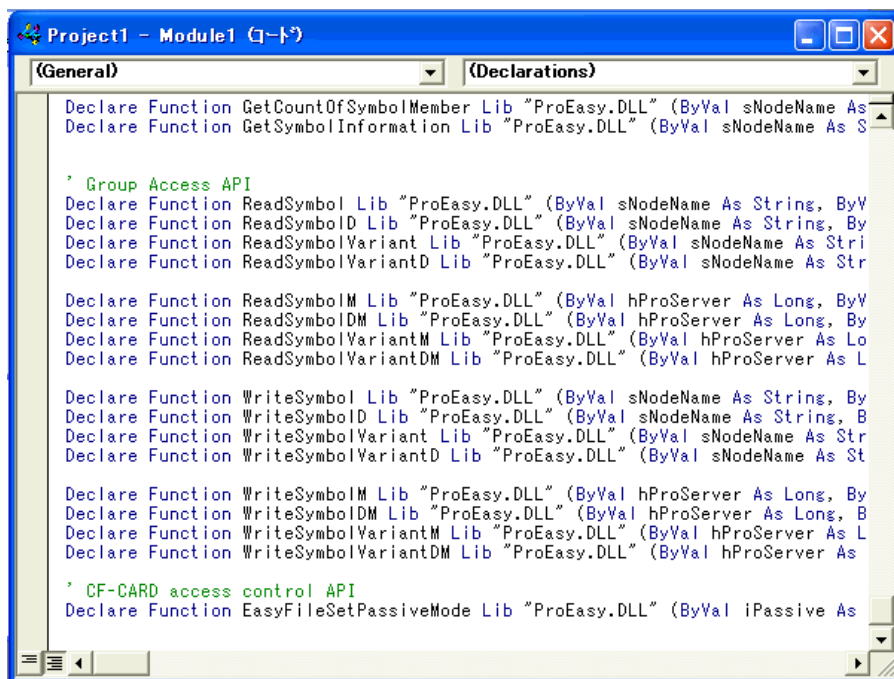 Project1 - Module1 (ｺｰﾄﾞ)
(General) (Declarations)
Declare Function GetCountOfSymbolMember Lib "ProEasy.DLL" (ByVal sNodeName As
Declare Function GetSymbolInformation Lib "ProEasy.DLL" (ByVal sNodeName As S
' Group Access API
Declare Function ReadSymbol Lib "ProEasy.DLL" (ByVal sNodeName As String, ByV
Declare Function ReadSymbolD Lib "ProEasy.DLL" (ByVal sNodeName As String, By
Declare Function ReadSymbolVariant Lib "ProEasy.DLL" (ByVal sNodeName As Stri
Declare Function ReadSymbolVariantD Lib "ProEasy.DLL" (ByVal sNodeName As Str
Declare Function ReadSymbolM Lib "ProEasy.DLL" (ByVal hProServer As Long, ByV
Declare Function ReadSymbolDM Lib "ProEasy.DLL" (ByVal hProServer As Long, By
Declare Function ReadSymbolVariantM Lib "ProEasy.DLL" (ByVal hProServer As Lo
Declare Function ReadSymbolVariantDM Lib "ProEasy.DLL" (ByVal hProServer As L
Declare Function WriteSymbol Lib "ProEasy.DLL" (ByVal sNodeName As String, By
Declare Function WriteSymbolD Lib "ProEasy.DLL" (ByVal sNodeName As String, B
Declare Function WriteSymbolVariant Lib "ProEasy.DLL" (ByVal sNodeName As Str
Declare Function WriteSymbolVariantD Lib "ProEasy.DLL" (ByVal sNodeName As St
Declare Function WriteSymbolM Lib "ProEasy.DLL" (ByVal hProServer As Long, By
Declare Function WriteSymbolDM Lib "ProEasy.DLL" (ByVal hProServer As Long, B
Declare Function WriteSymbolVariantM Lib "ProEasy.DLL" (ByVal hProServer As L
Declare Function WriteSymbolVariantDM Lib "ProEasy.DLL" (ByVal hProServer As
' CF-CARD access control API
Declare Function EasyFileSetPassiveMode Lib "ProEasy.DLL" (ByVal iPassive As